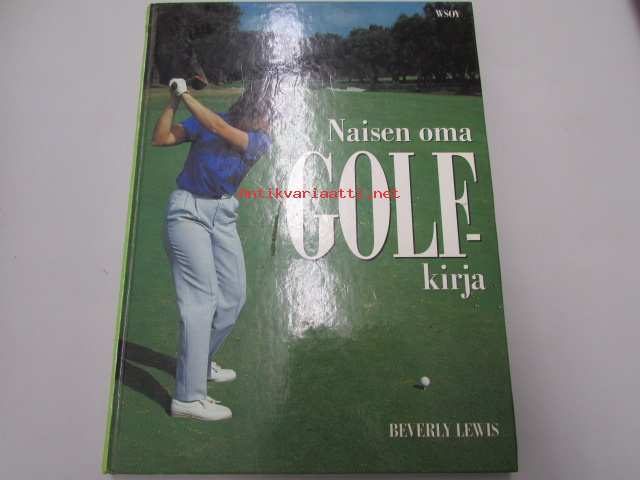 WSOY
Naisen oma
GOLF-
kirja
Antikvariaatti.net
BEVERLY LEWIS